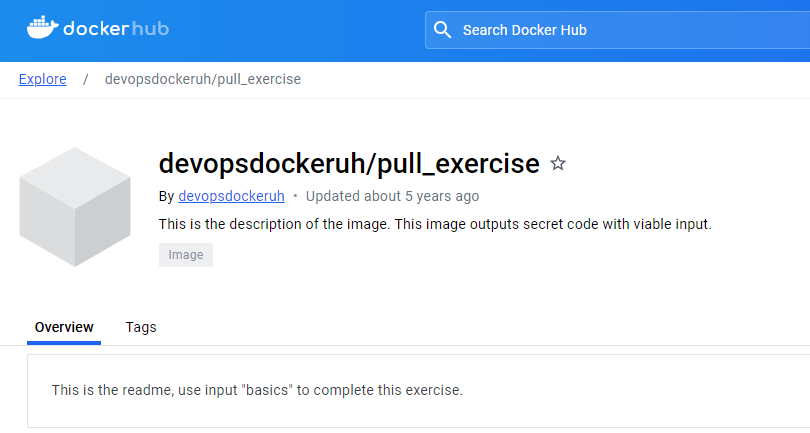 dockerhub
Search Docker Hub
Explore / devopsdockeruh/pull_exercise
devopsdockeruh/pull_exercise
By devopsdockeruh • Updated about 5 years ago
This is the description of the image. This image outputs secret code with viable input.
Image
Overview Tags
This is the readme, use input "basics" to complete this exercise.